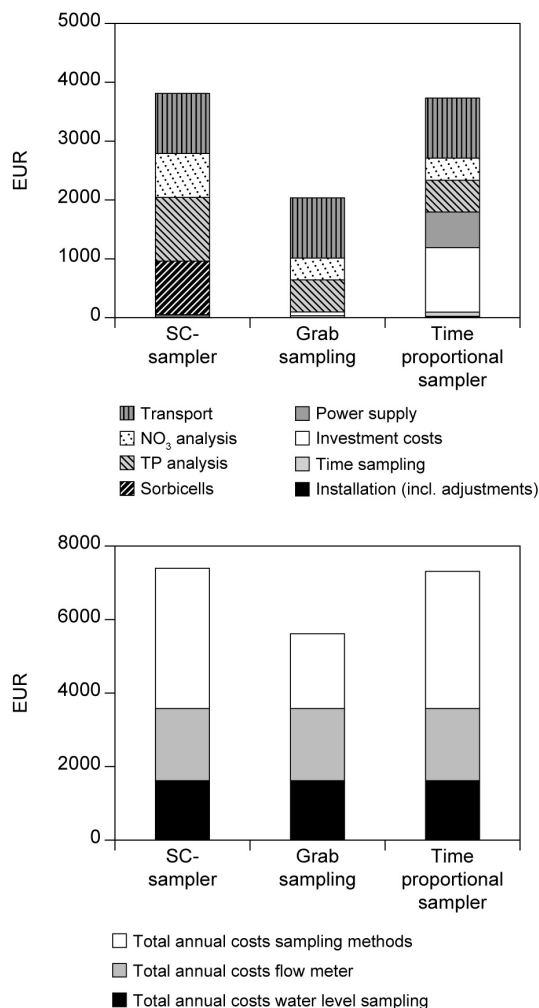 5000
4000
3000
2000
1000
0
EUR
SC-
sampler
Grab
sampling
Time
proportional
sampler
Transport
NO3 analysis
TP analysis
Sorbicells
Power supply
Investment costs
Time sampling
Installation (incl. adjustments)
8000
6000
4000
2000
0
EUR
SC-
sampler
Grab
sampling
Time
proportional
sampler
Total annual costs sampling methods
Total annual costs flow meter
Total annual costs water level sampling